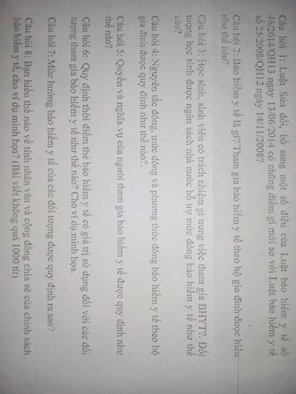 Câu hỏi 1: Luật Sửa đổi, bổ sung một số điều của Luật bảo hiểm y tế số
46/2014/QH13 ngày 13/06/2014 có những điểm gì mới so với Luật bảo hiểm y tế
số 25/2008/QH12 ngày 14/11/2008?
Câu hỏi 2: Bảo hiểm y tế là gì? Tham gia bảo hiểm y tế theo hộ gia đình được hiểu
như thế nào?
Câu hỏi 3: Học sinh, sinh viên có trách nhiệm gì trong việc tham gia BHYT?. Đối
tượng học sinh được ngân sách nhà nước hỗ trợ mức đóng bảo hiểm y tế như thế
nào?
Câu hỏi 4: Nguyên tắc đóng, mức đóng và phương thức đóng bảo hiểm y tế theo hộ
gia đình được quy định như thế nào?.
Câu hỏi 5: Quyền và nghĩa vụ của người tham gia bảo hiểm y tế được quy định như
thế nào?
Câu hỏi 6: Quy định thời điểm thẻ bảo hiểm y tế có giá trị sử dụng đối với các đối
tượng tham gia bảo hiểm y tế như thế nào? Cho ví dụ minh họa.
Câu hỏi 7: Mức hưởng bảo hiểm y tế của các đối tượng được quy định ra sao?
Câu hỏi 8: Bạn hiểu thế nào về tính nhân văn và cộng đồng chia sẻ của chính sách
bảo hiểm y tế, cho ví dụ minh họa? (Bài viết không quá 1000 từ)